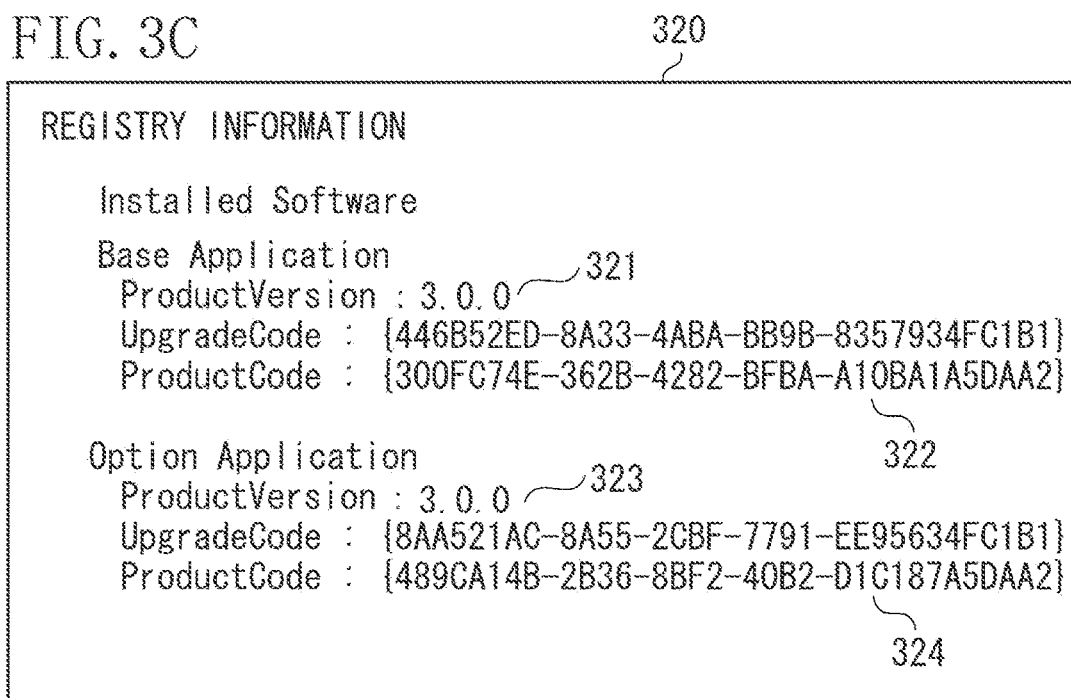 FIG. 3C
320
REGISTRY INFORMATION
Installed Software
Base Application
ProductVersion : 3.0.0 321
UpgradeCode : {446B52ED-8A33-4ABA-BB9B-8357934FC1B1}
ProductCode : {300FC74E-362B-4282-BFBA-A10BA1A5DAA2}
322
Option Application
ProductVersion : 3.0.0 323
UpgradeCode : {8AA521AC-8A55-2CBF-7791-EE95634FC1B1}
ProductCode : {489CA14B-2B36-8BF2-40B2-D1C187A5DAA2}
324